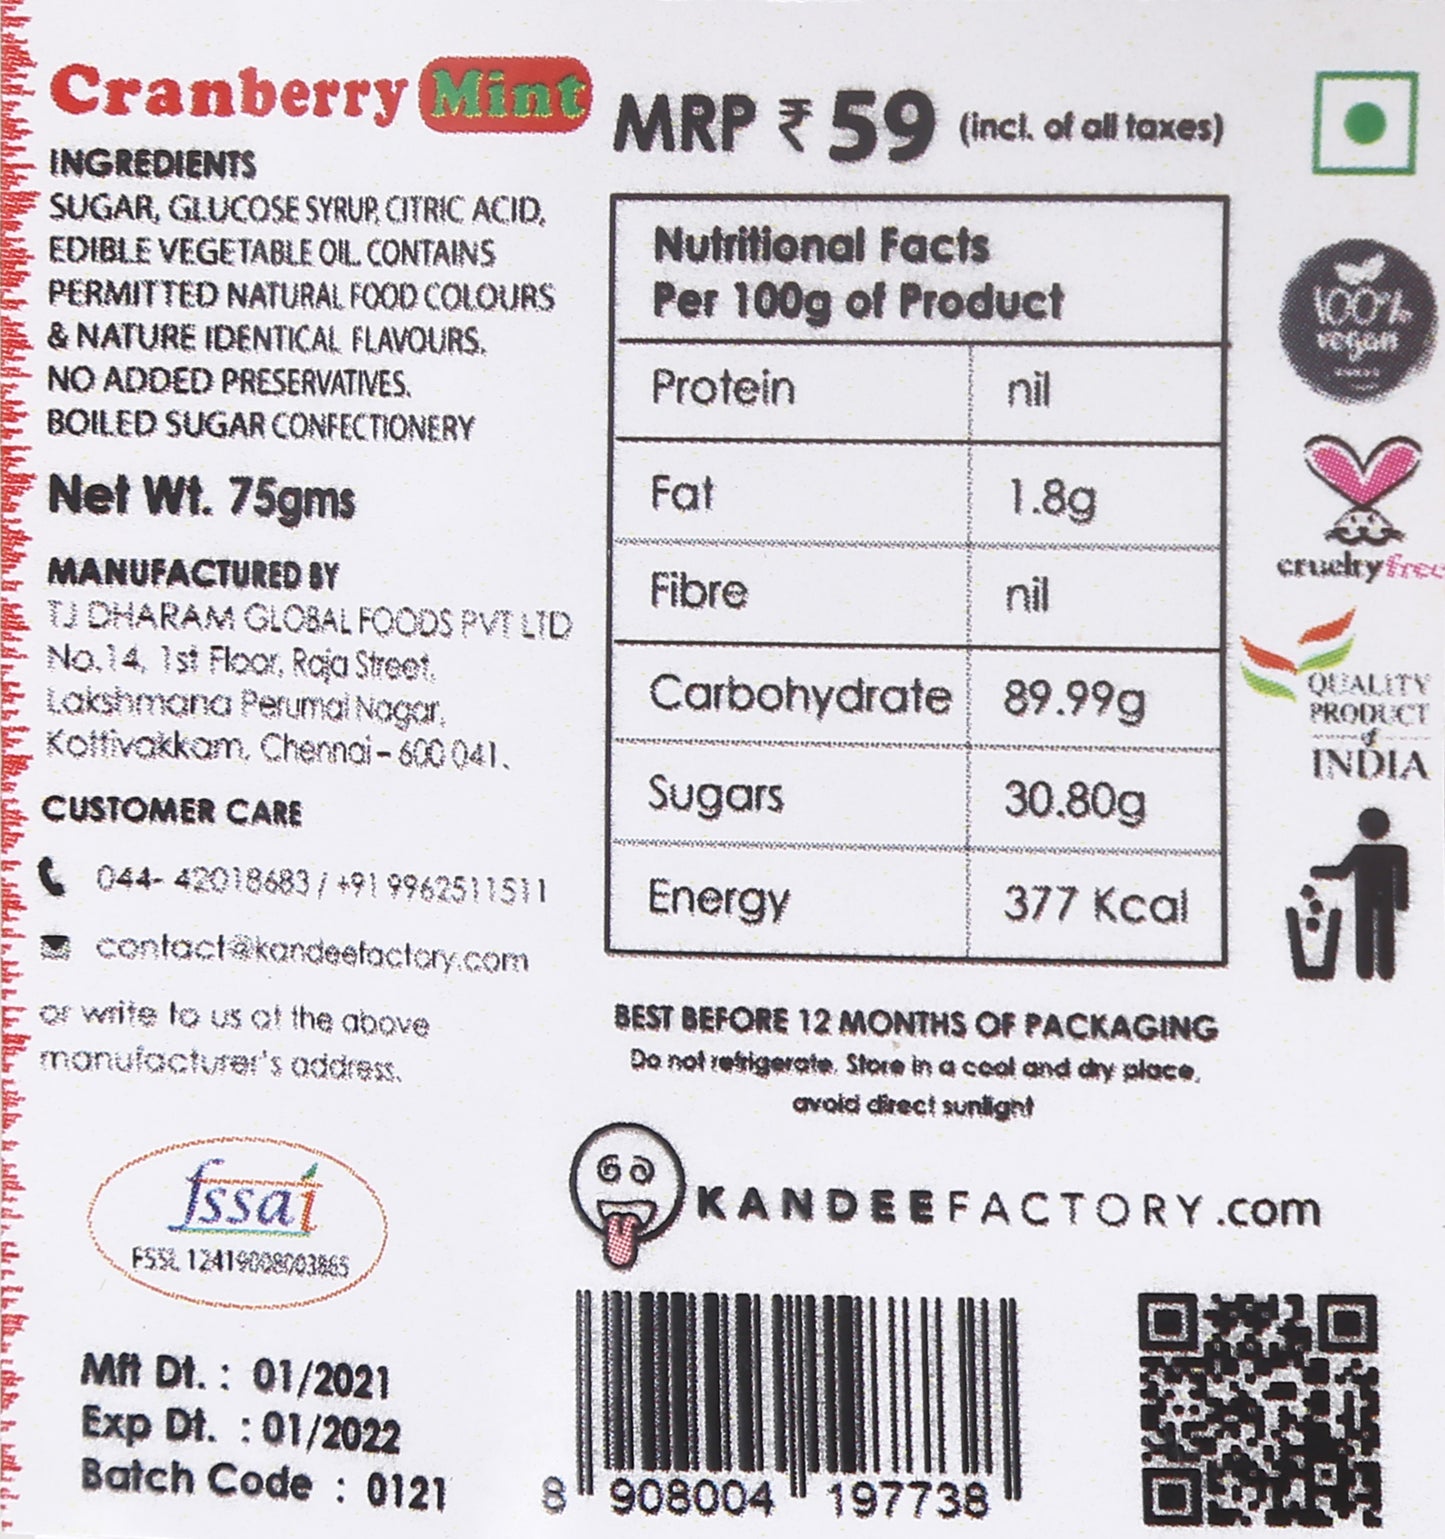 Cranberry Mint
INGREDIENTS
SUGAR, GLUCOSE SYRUP, CITRIC ACID,
EDIBLE VEGETABLE OIL. CONTAINS
PERMITTED NATURAL FOOD COLOURS
& NATURE IDENTICAL FLAVOURS.
NO ADDED PRESERVATIVES.
BOILED SUGAR CONFECTIONERY
Net Wt. 75gms
MANUFACTURED BY
TJ DHARAM GLOBAL FOODS PVT LTD
No.14, 1st Floor, Raja Street,
Lakshmana Perumal Nagar,
Kottivakkam, Chennai - 600 041.
CUSTOMER CARE
044- 42018683 / +91 9962511511
contact@kandeefactory.com
or write to us at the above
manufacturer's address.
fssai
FSSL 12419008003865
Mft Dt. : 01/2021
Exp Dt. : 01/2022
Batch Code : 0121
MRP ₹ 59 (incl. of all taxes)
Nutritional Facts
Per 100g of Product
Protein nil
Fat 1.8g
Fibre nil
Carbohydrate 89.99g
Sugars 30.80g
Energy 377 Kcal
BEST BEFORE 12 MONTHS OF PACKAGING
Do not refrigerate. Store in a cool and dry place,
avoid direct sunlight
KANDEEFACTORY.com
8 908004 197738
100%
vegan
crueltyfree
QUALITY
PRODUCT
of
INDIA